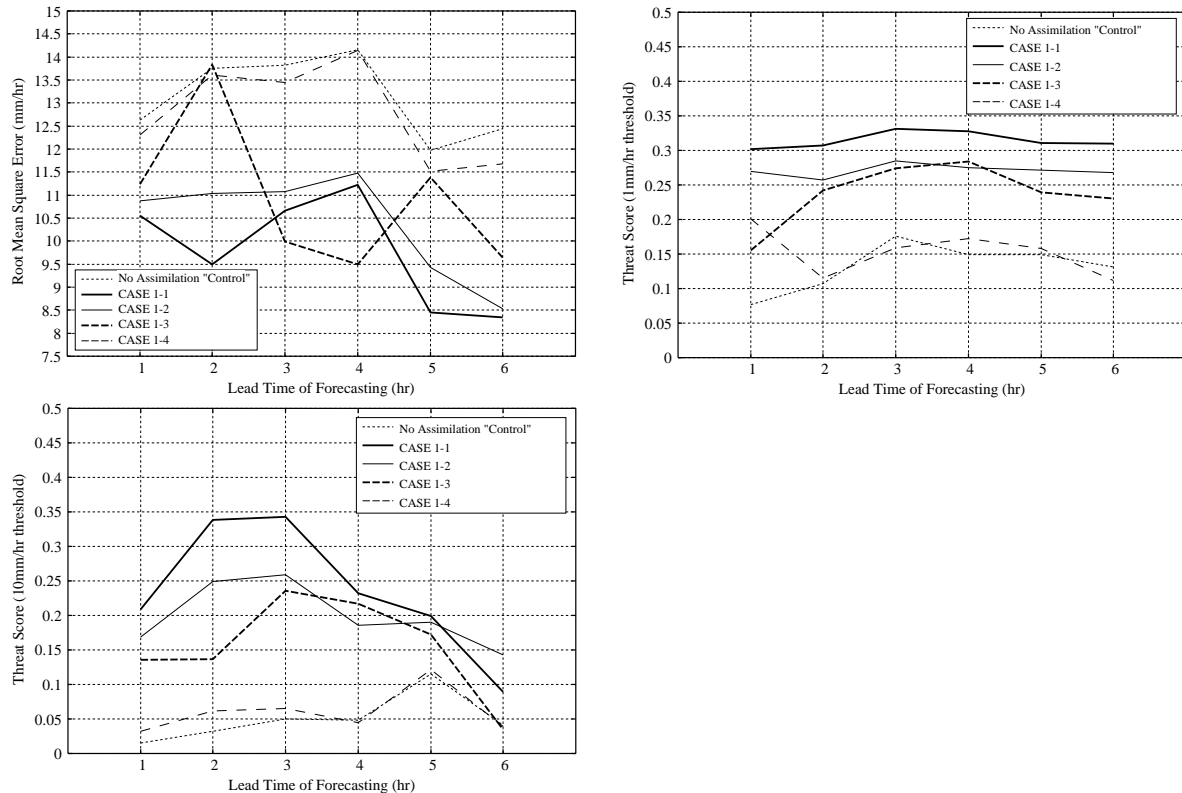 15
14.5
14
13.5
13
12.5
12
11.5
11
10.5
10
9.5
9
8.5
8
7.5
Root Mean Square Error (mm/hr)
No Assimilation "Control"
CASE 1-1
CASE 1-2
CASE 1-3
CASE 1-4
1 2 3 4 5 6
Lead Time of Forecasting (hr)
0.5
0.45
0.4
0.35
0.3
0.25
0.2
0.15
0.1
0.05
0
Threat Score (1mm/hr threshold)
No Assimilation "Control"
CASE 1-1
CASE 1-2
CASE 1-3
CASE 1-4
1 2 3 4 5 6
Lead Time of Forecasting (hr)
0.5
0.45
0.4
0.35
0.3
0.25
0.2
0.15
0.1
0.05
0
Threat Score (10mm/hr threshold)
No Assimilation "Control"
CASE 1-1
CASE 1-2
CASE 1-3
CASE 1-4
1 2 3 4 5 6
Lead Time of Forecasting (hr)